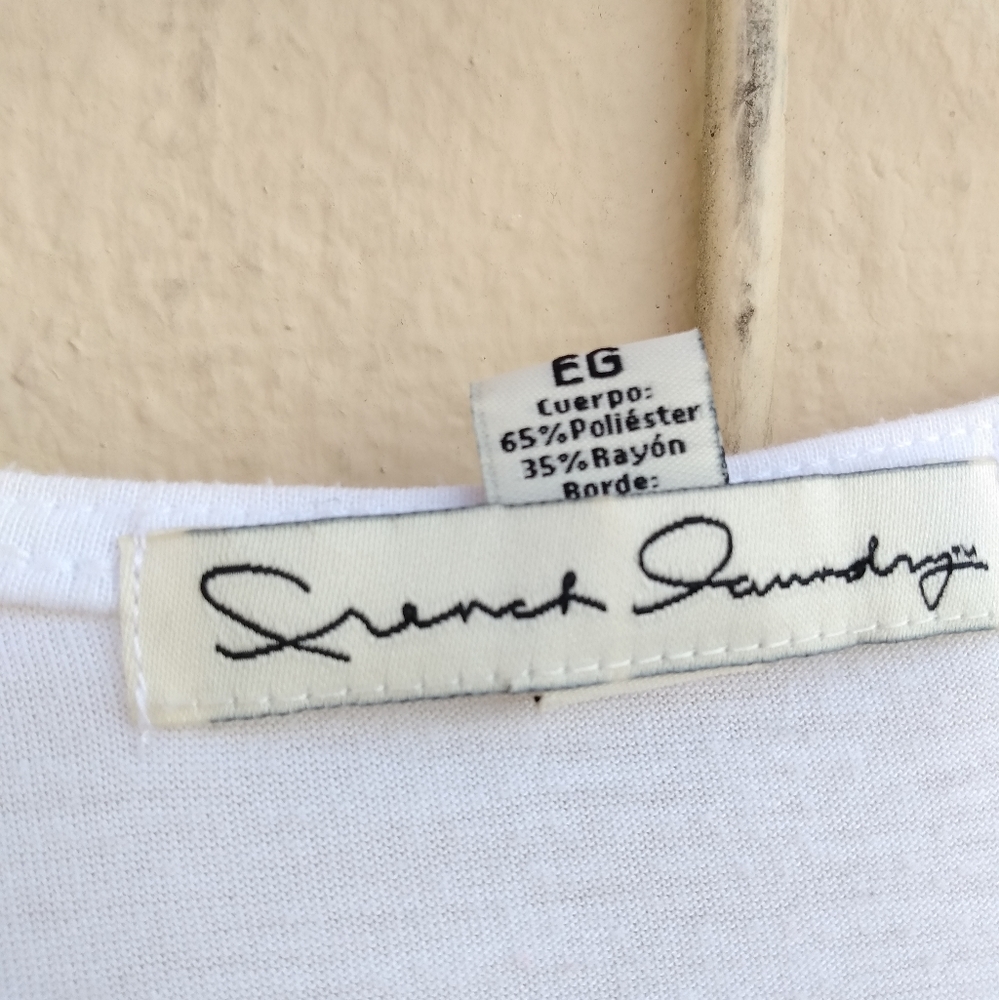 EG
Cuerpo:
65%Poliéster
35%Rayón
Borde:
French Laundry™